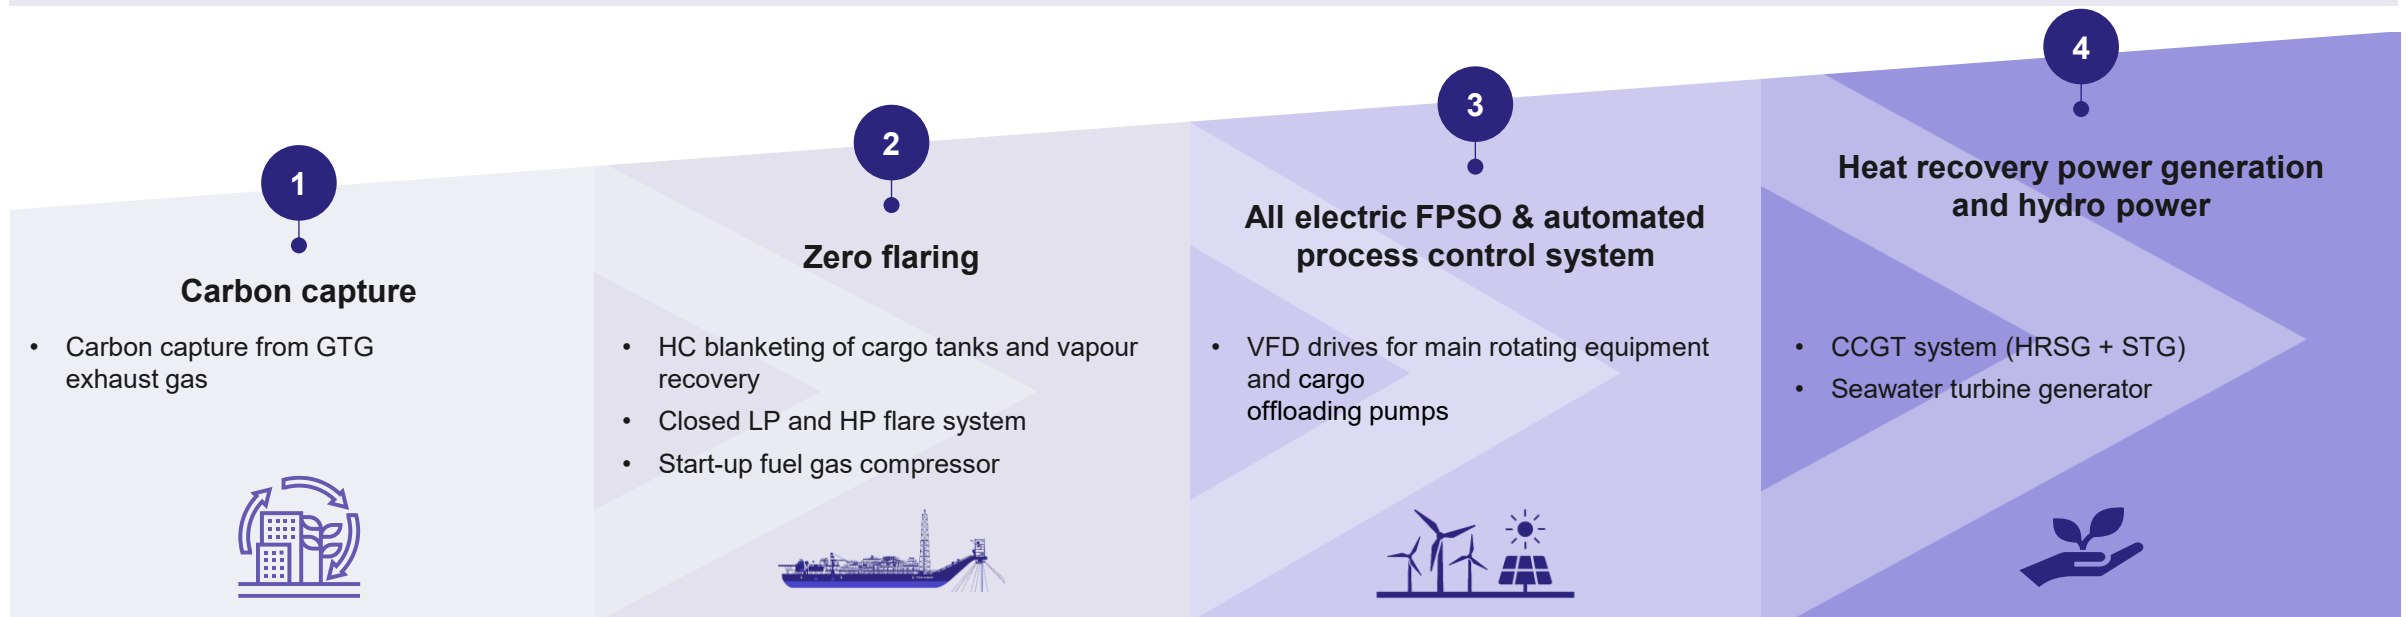 1
Carbon capture
• Carbon capture from GTG
exhaust gas
2
Zero flaring
• HC blanketing of cargo tanks and vapour
recovery
• Closed LP and HP flare system
• Start-up fuel gas compressor
3
All electric FPSO & automated
process control system
• VFD drives for main rotating equipment
and cargo
offloading pumps
4
Heat recovery power generation
and hydro power
• CCGT system (HRSG + STG)
• Seawater turbine generator